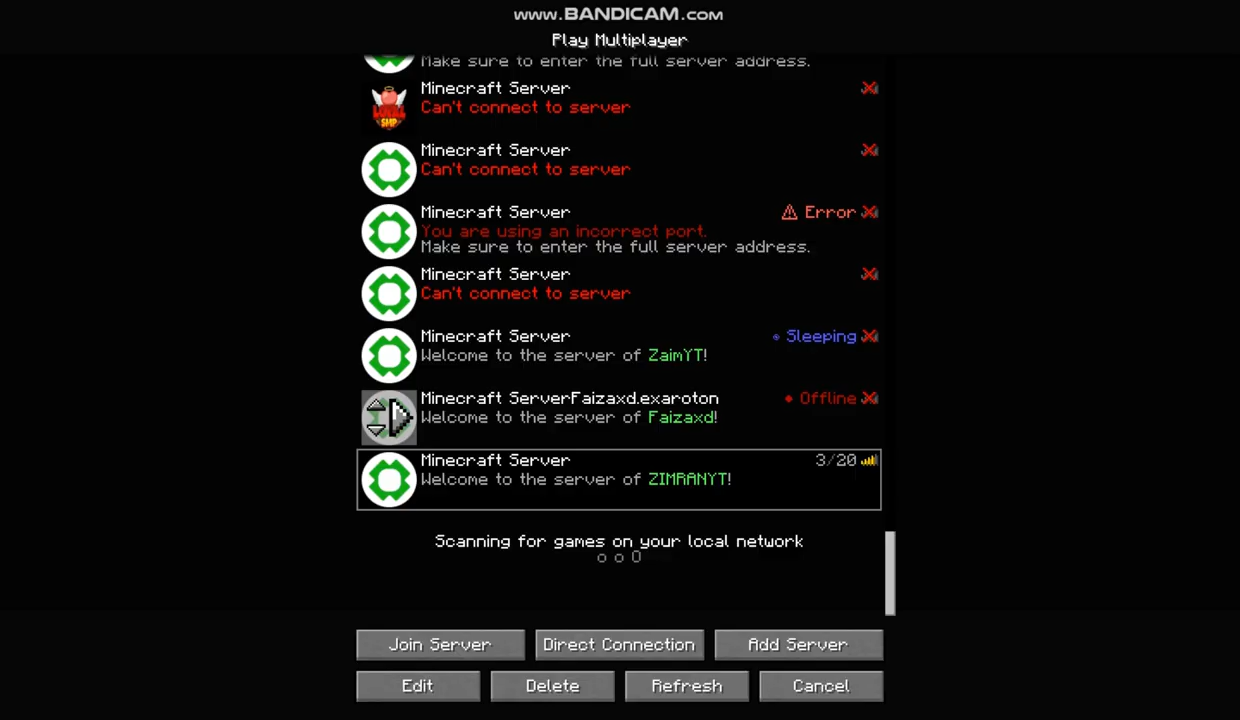 www.BANDICAM.com
Play Multiplayer
Make sure to enter the full server address.
Minecraft Server
Can't connect to server
LOYAL SMP
Minecraft Server
Can't connect to server
Minecraft Server
⚠ Error
You are using an incorrect port.
Make sure to enter the full server address.
Minecraft Server
Can't connect to server
Minecraft Server
Sleeping
Welcome to the server of ZaimYT!
Minecraft ServerFaizaxd.exaroton
Offline
Welcome to the server of Faizaxd!
Minecraft Server
3/20
Welcome to the server of ZIMRANYT!
Scanning for games on your local network
o o O
Join Server
Direct Connection
Add Server
Edit
Delete
Refresh
Cancel